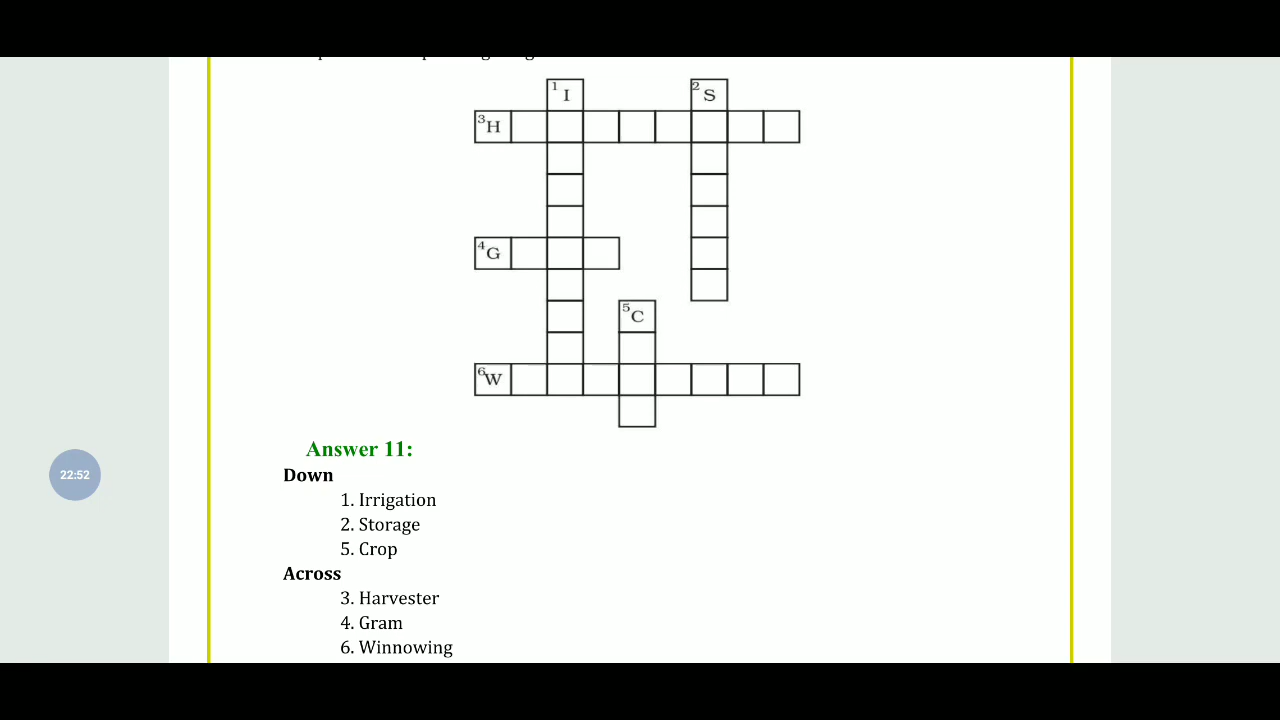 1 I
2 S
3 H
4 G
5 C
6 W
Answer 11:
22:52
Down
1. Irrigation
2. Storage
5. Crop
Across
3. Harvester
4. Gram
6. Winnowing